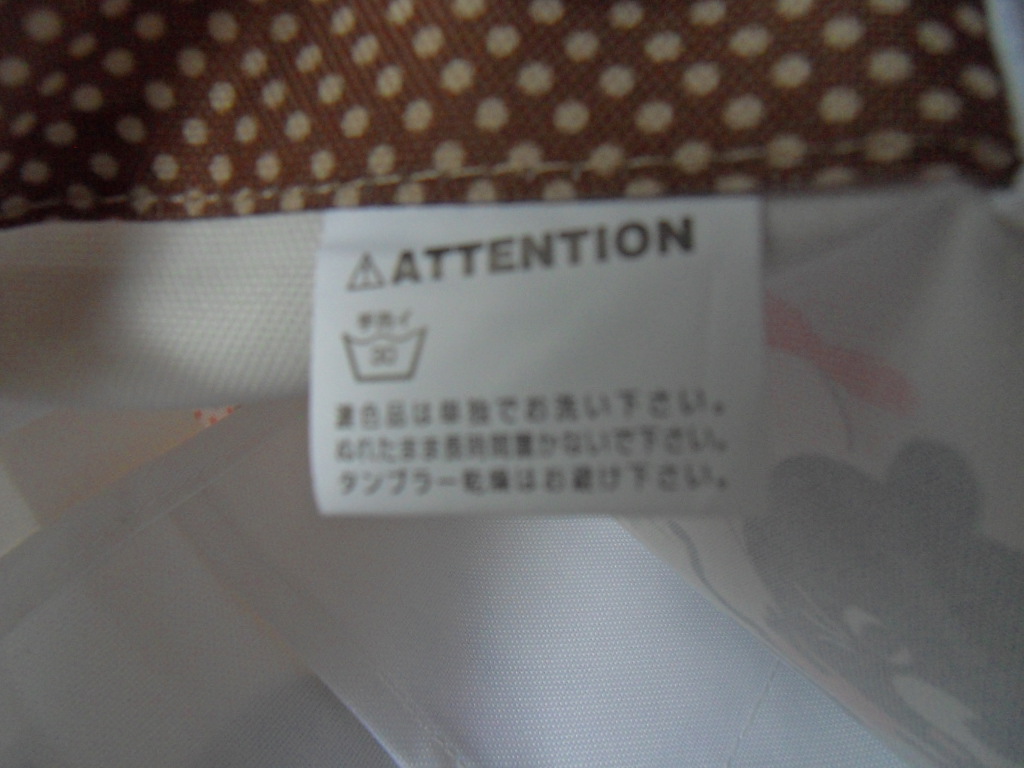 ⚠ATTENTION
手洗イ
30
濃色品は単独でお洗い下さい。
ぬれたまま長時間置かないで下さい。
タンブラー乾燥はお避け下さい。